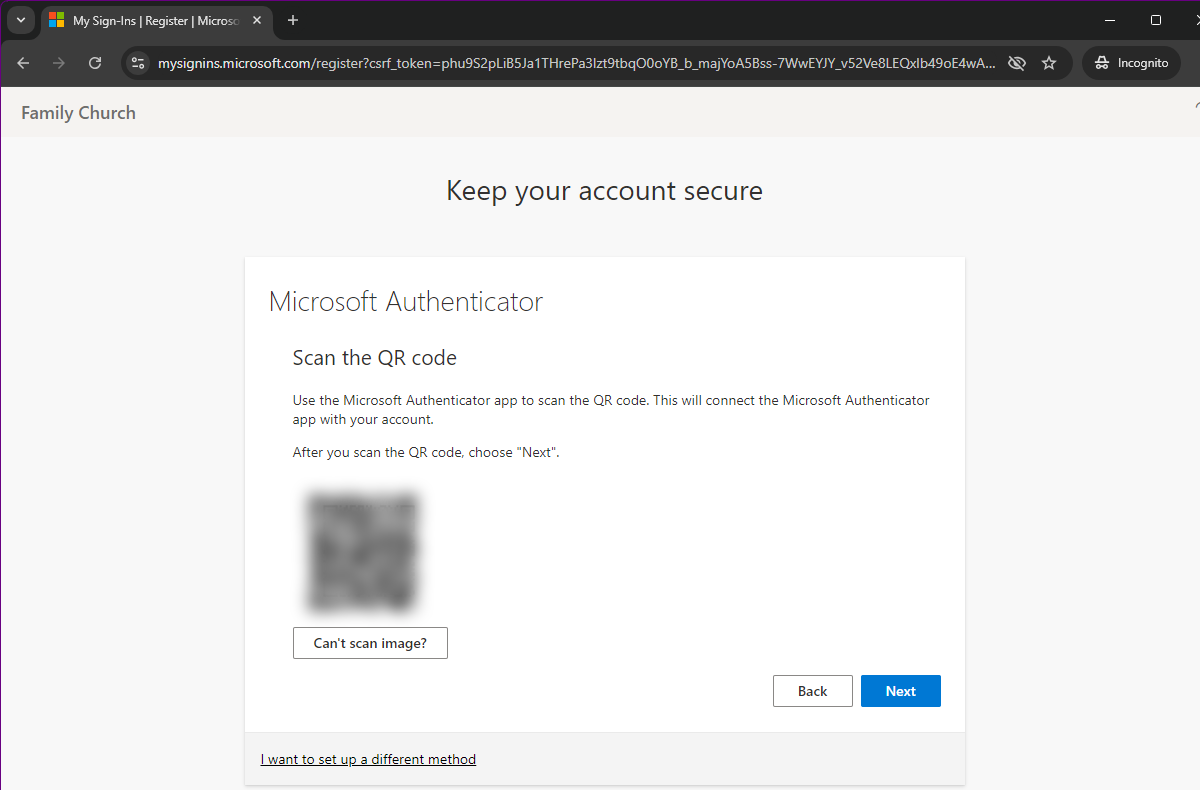 My Sign-Ins | Register | Microso
mysignins.microsoft.com/register?csrf_token=phu9S2pLiB5Ja1THrePa3Izt9tbqO0oYB_b_majYoA5Bss-7WwEYJY_v52Ve8LEQxIb49oE4wA...
Incognito
Family Church
Keep your account secure
Microsoft Authenticator
Scan the QR code
Use the Microsoft Authenticator app to scan the QR code. This will connect the Microsoft Authenticator
app with your account.
After you scan the QR code, choose "Next".
Can't scan image?
Back
Next
I want to set up a different method